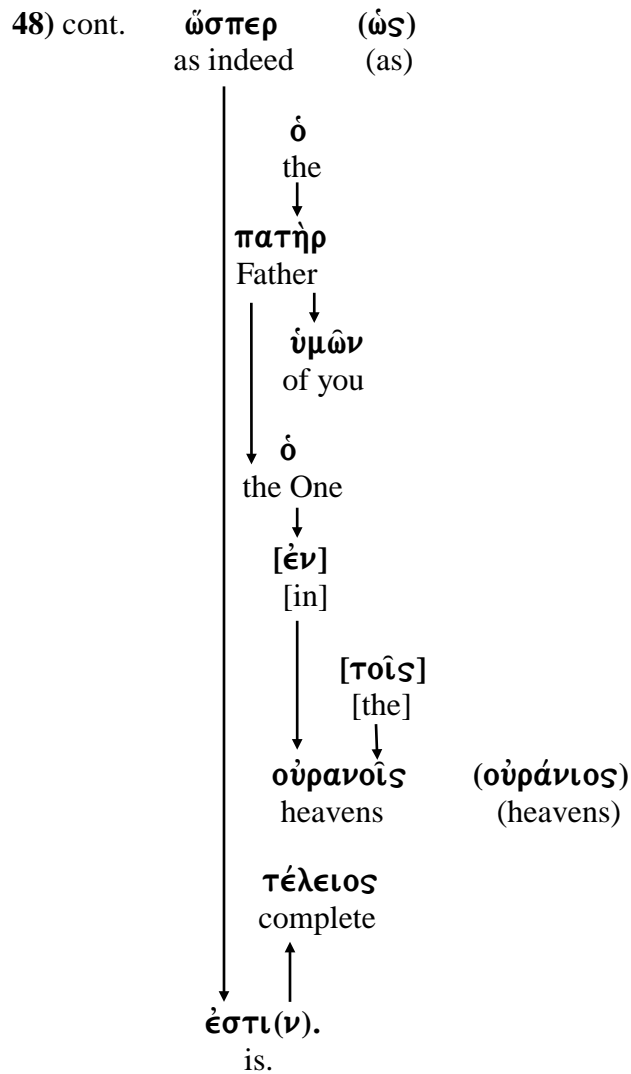 48) cont. ὥσπερ (ὡς)
as indeed (as)
ὁ
the
πατὴρ
Father
ὑμῶν
of you
ὁ
the One
[ἐν]
[in]
[τοῖς]
[the]
οὐρανοῖς (οὐράνιος)
heavens (heavens)
τέλειος
complete
ἐστι(ν).
is.